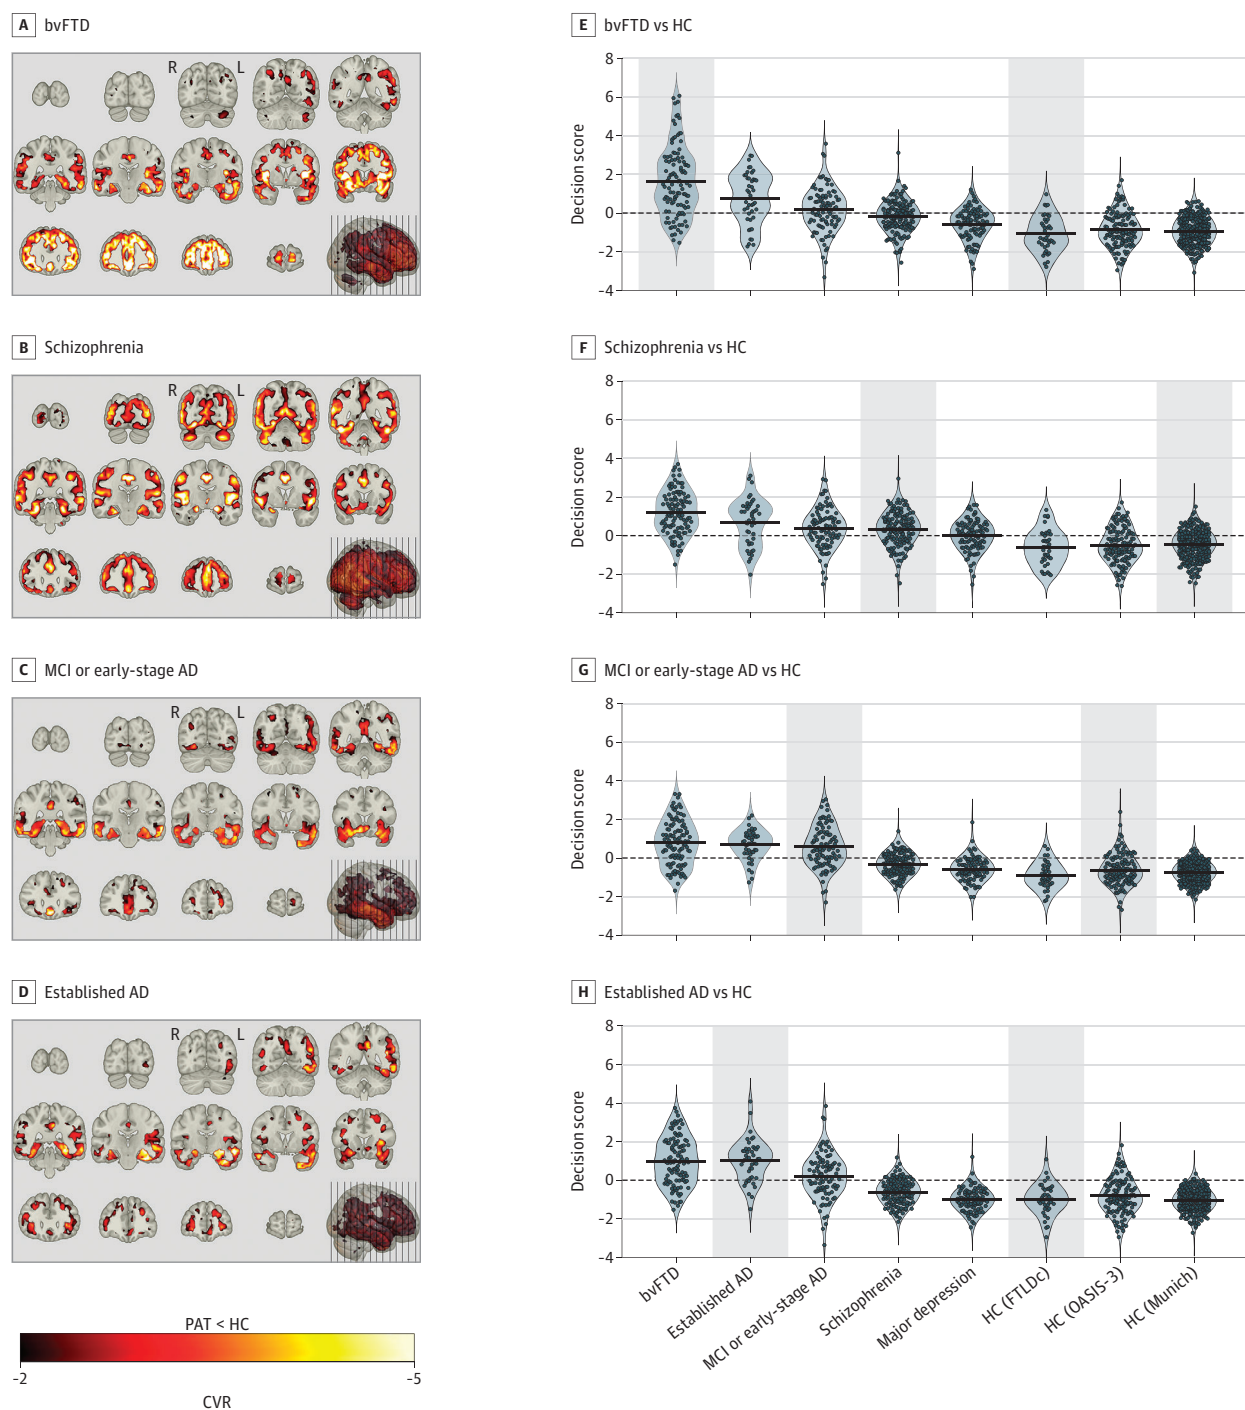 A bvFTD
R L
B Schizophrenia
R L
C MCI or early-stage AD
R L
D Established AD
R L
PAT < HC
-2 -5
CVR
E bvFTD vs HC
Decision score
8
6
4
2
0
-2
-4
F Schizophrenia vs HC
Decision score
8
6
4
2
0
-2
-4
G MCI or early-stage AD vs HC
Decision score
8
6
4
2
0
-2
-4
H Established AD vs HC
Decision score
8
6
4
2
0
-2
-4
bvFTD
Established AD
MCI or early-stage AD
Schizophrenia
Major depression
HC (FTLDc)
HC (OASIS-3)
HC (Munich)